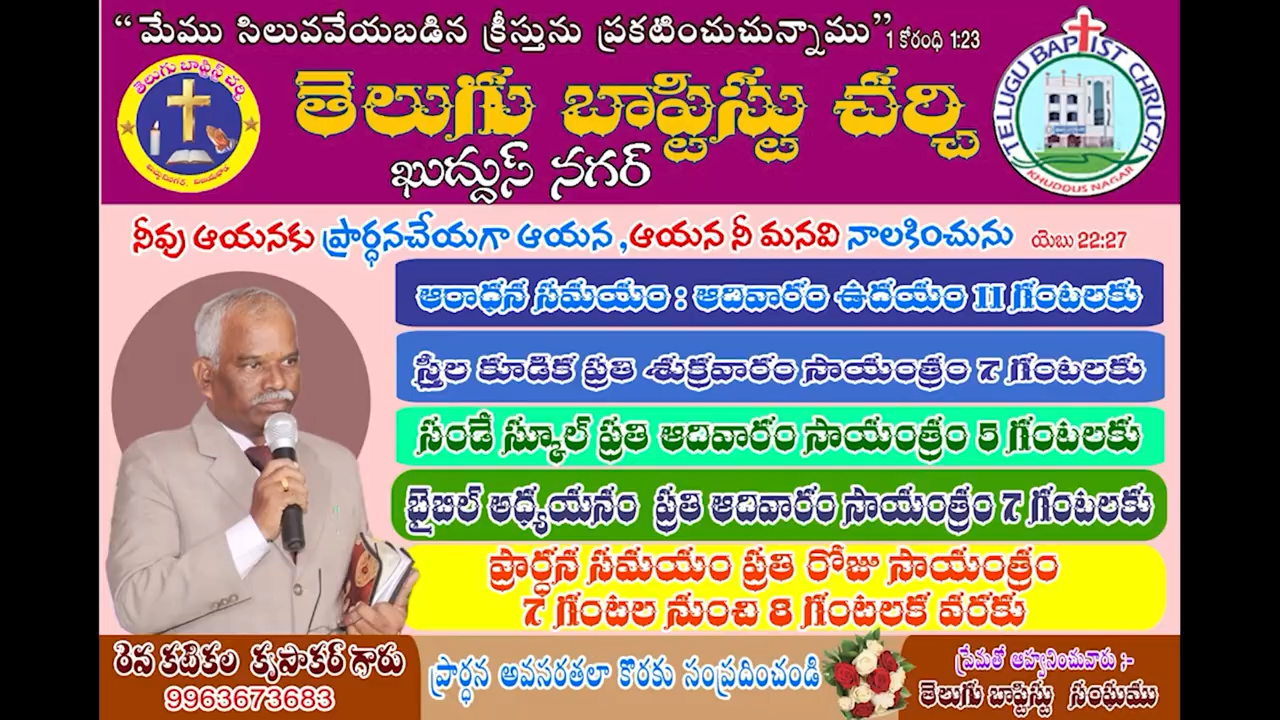 “మేము సిలువవేయబడిన క్రీస్తును ప్రకటించుచున్నాము” 1 కోరంధి 1:23
తెలుగు బాప్టిస్టు చర్చి
ఖుద్దుస్ నగర్
తెలుగు బాప్టిస్ట్ చర్చి
TELUGU BAPTIST CHRUCH
KHUDDUS NAGAR
నీవు ఆయనకు ప్రార్ధనచేయగా ఆయన ,ఆయన నీ మనవి నాలకించును యెబు 22:27
ఆరాధన సమయం : ఆదివారం ఉదయం 11 గంటలకు
స్త్రీల కూడిక ప్రతి శుక్రవారం సాయంత్రం 7 గంటలకు
సండే స్కూల్ ప్రతి ఆదివారం సాయంత్రం 5 గంటలకు
బైబిల్ అధ్యయనం ప్రతి ఆదివారం సాయంత్రం 7 గంటలకు
ప్రార్ధన సమయం ప్రతి రోజు సాయంత్రం
7 గంటల నుంచి 8 గంటలక వరకు
రెవ కటికల కృపాకర్ గారు
9963673683
ప్రార్ధన అవసరతలా కొరకు సంప్రదించండి
ప్రేమతో ఆహ్వనించువారు :-
తెలుగు బాప్టిస్టు సంఘము